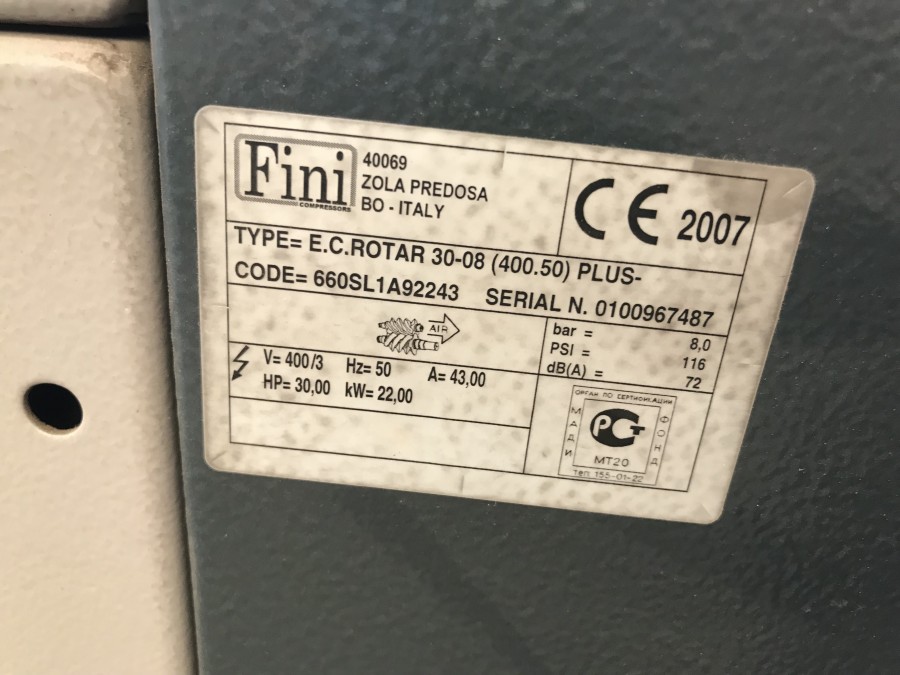 Fini
COMPRESSORS
40069
ZOLA PREDOSA
BO - ITALY
CE 2007
TYPE= E.C.ROTAR 30-08 (400.50) PLUS-
CODE= 660SL1A92243 SERIAL N. 0100967487
AIR
bar = 8,0
PSI = 116
dB(A) = 72
V= 400/3 Hz= 50 A= 43,00
HP= 30,00 kW= 22,00
ОРГАН ПО СЕРТИФИКАЦИИ
МАДИ
РСТ
ФОНД
МТ20
тел. 155-01-22